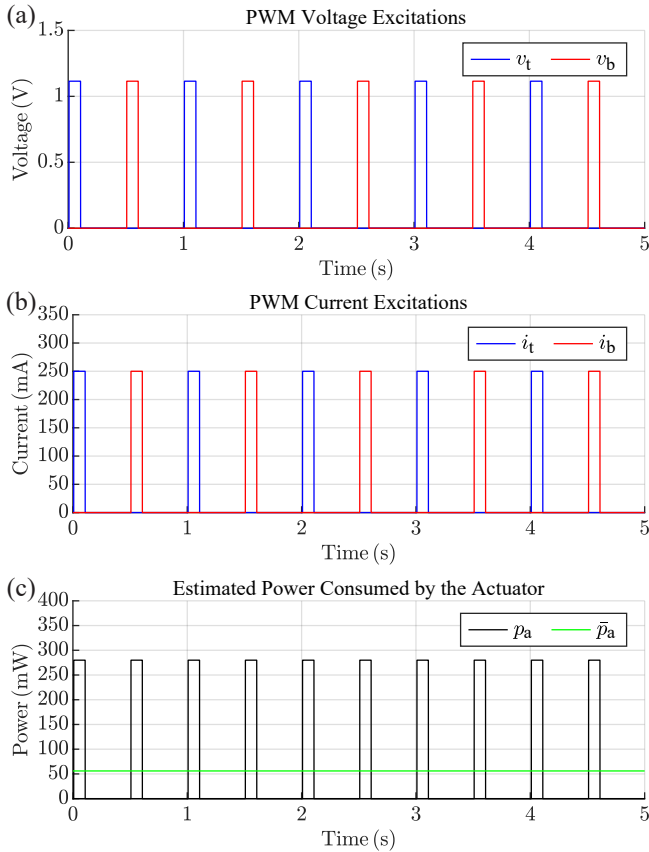 (a)
PWM Voltage Excitations
1.5
1
0.5
0
Voltage (V)
v_t v_b
0 1 2 3 4 5
Time (s)
(b)
PWM Current Excitations
350
300
250
200
150
100
50
0
Current (mA)
i_t i_b
0 1 2 3 4 5
Time (s)
(c)
Estimated Power Consumed by the Actuator
400
350
300
250
200
150
100
50
0
Power (mW)
p_a p̄_a
0 1 2 3 4 5
Time (s)